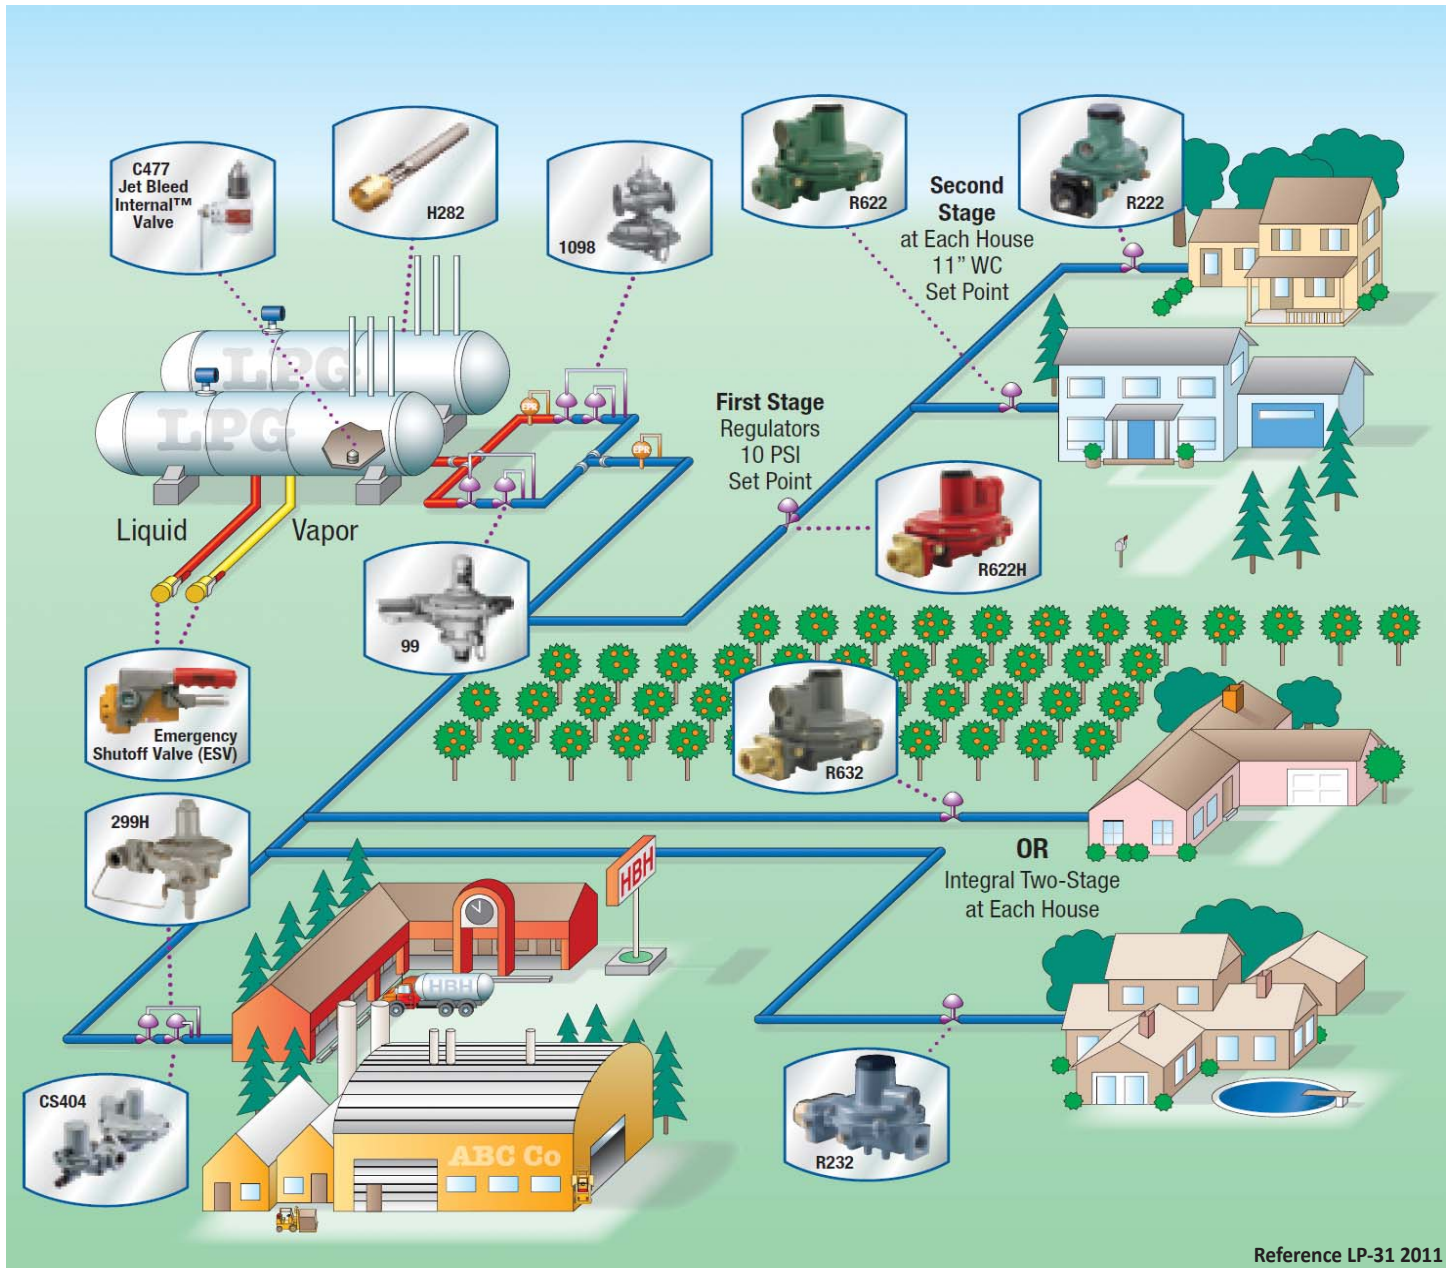 C477
Jet Bleed
Internal™
Valve
H282
1098
R622
Second
Stage
at Each House
11” WC
Set Point
R222
LPG
LPG
EPR
EPR
First Stage
Regulators
10 PSI
Set Point
Liquid
Vapor
R622H
99
Emergency
Shutoff Valve (ESV)
R632
299H
HBH
OR
Integral Two-Stage
at Each House
HBH
CS404
ABC Co
R232
Reference LP-31 2011